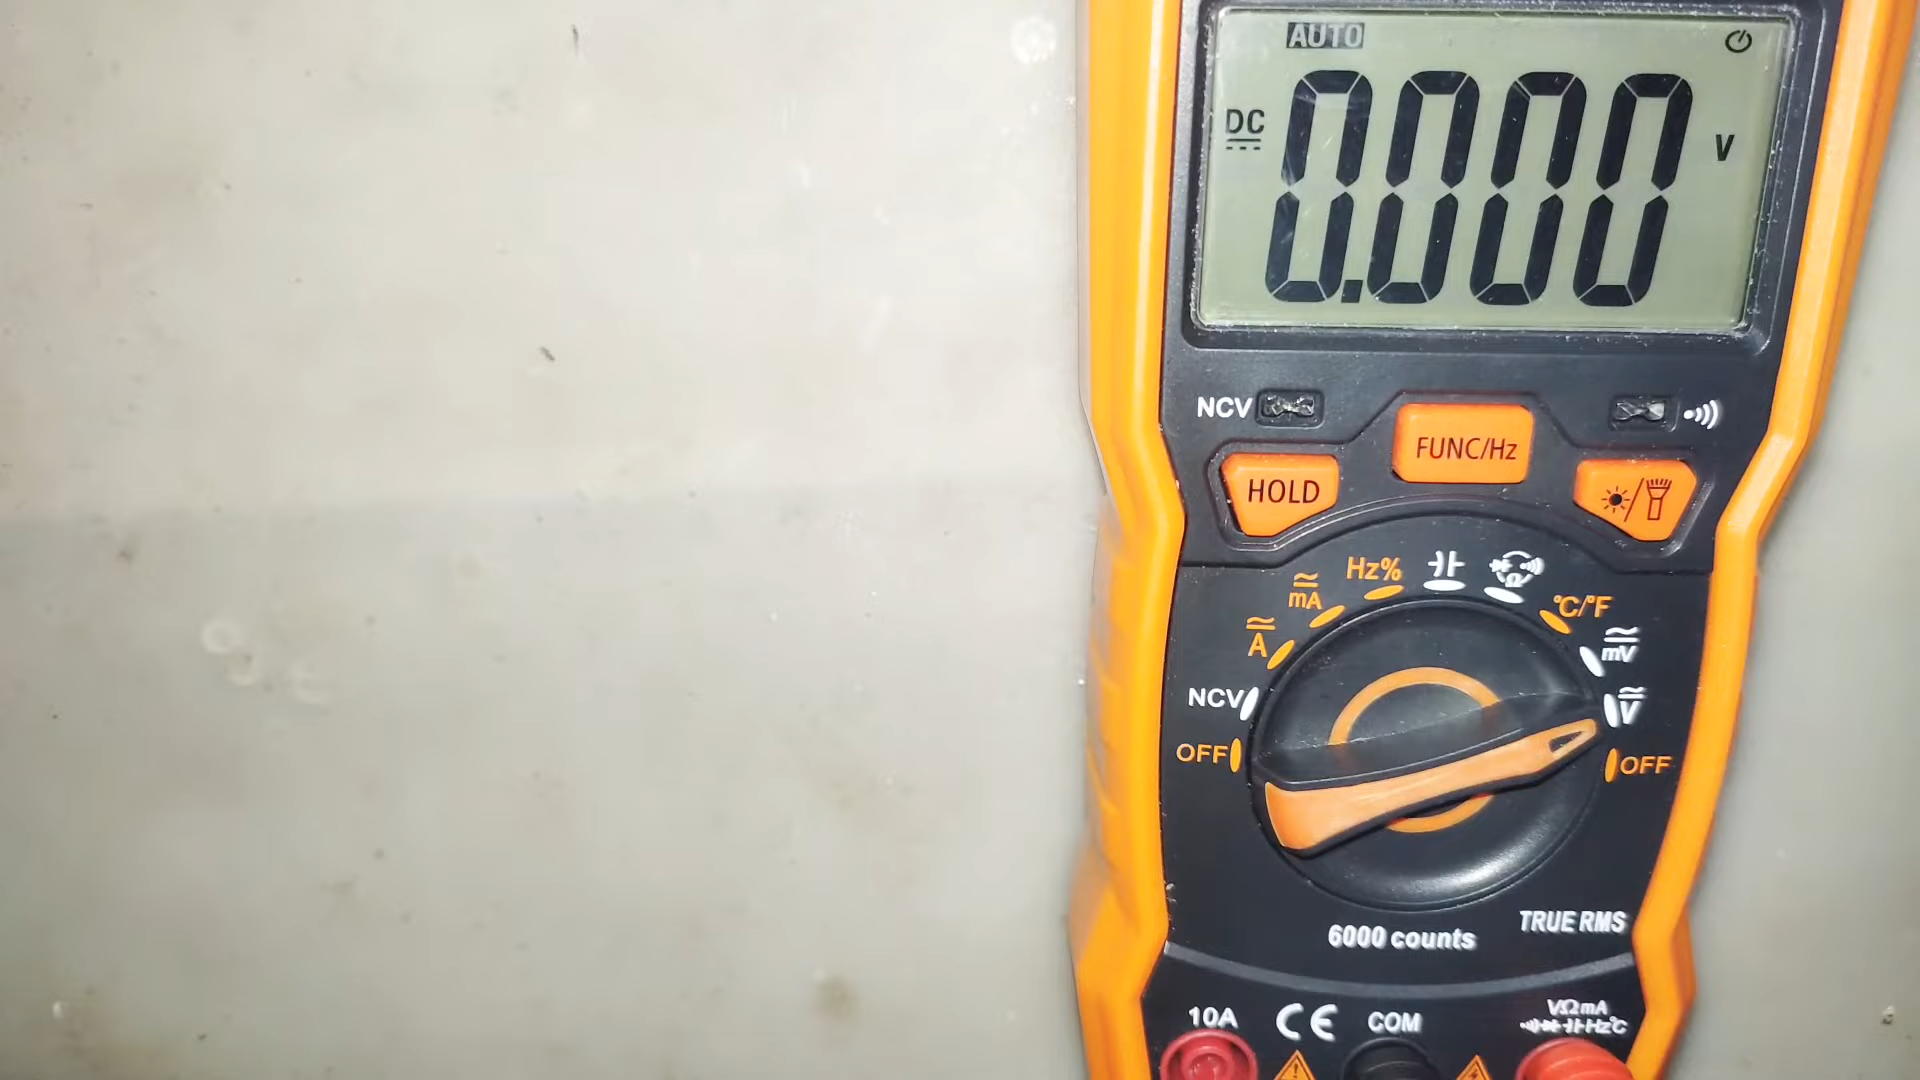 AUTO
DC 0.000 V
NCV
FUNC/Hz
HOLD
Hz%
mA
Ω
°C/°F
A
mV
NCV
V
OFF
OFF
TRUE RMS
6000 counts
10A CE COM VΩmA
Hz°C